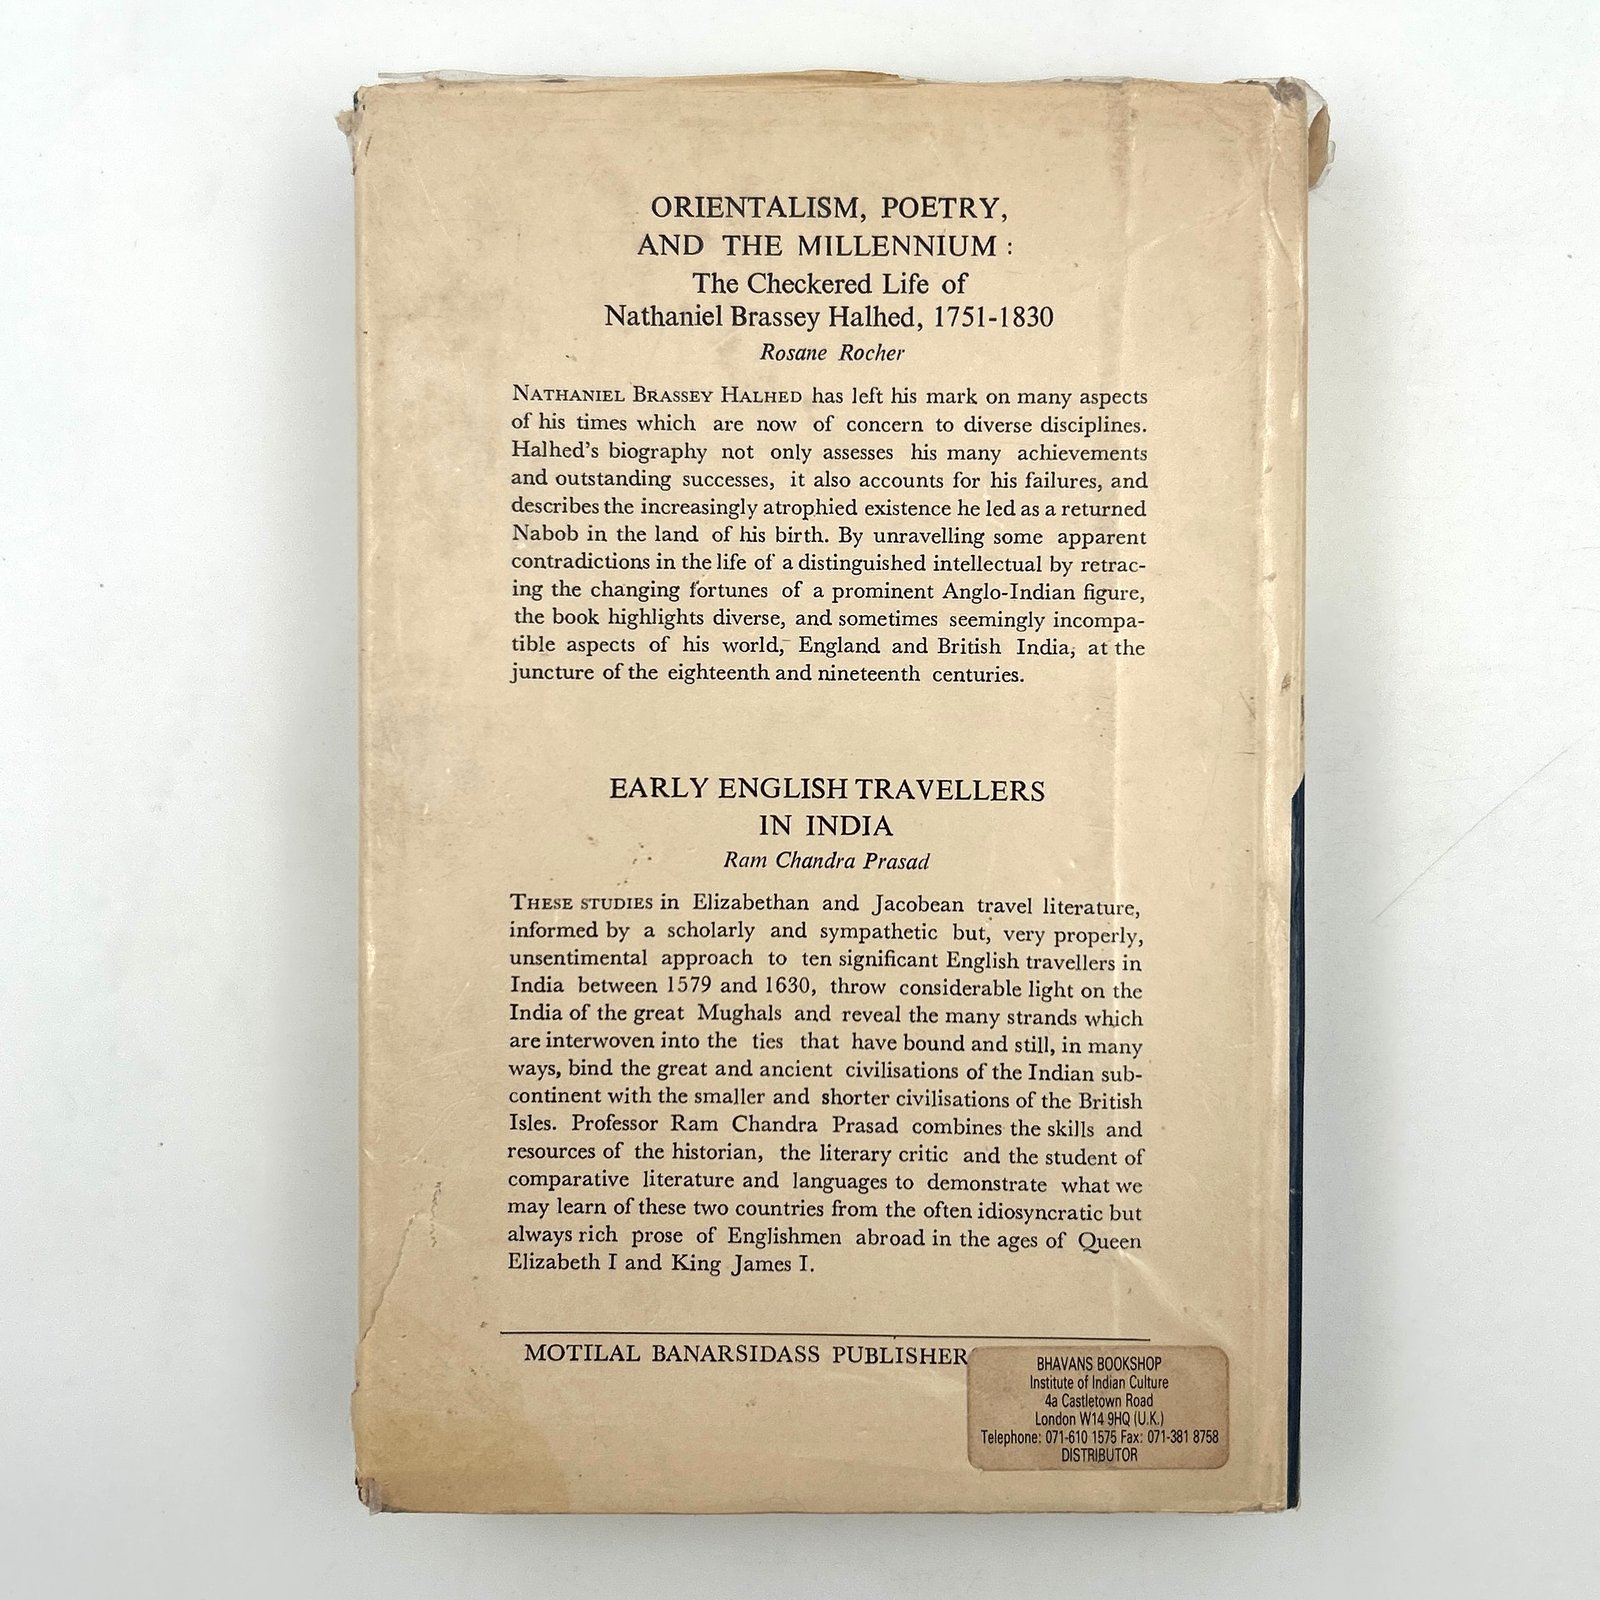 ORIENTALISM, POETRY,
AND THE MILLENNIUM :
The Checkered Life of
Nathaniel Brassey Halhed, 1751-1830
Rosane Rocher
NATHANIEL BRASSEY HALHED has left his mark on many aspects
of his times which are now of concern to diverse disciplines.
Halhed's biography not only assesses his many achievements
and outstanding successes, it also accounts for his failures, and
describes the increasingly atrophied existence he led as a returned
Nabob in the land of his birth. By unravelling some apparent
contradictions in the life of a distinguished intellectual by retrac-
ing the changing fortunes of a prominent Anglo-Indian figure,
the book highlights diverse, and sometimes seemingly incompa-
tible aspects of his world, England and British India, at the
juncture of the eighteenth and nineteenth centuries.
EARLY ENGLISH TRAVELLERS
IN INDIA
Ram Chandra Prasad
THESE STUDIES in Elizabethan and Jacobean travel literature,
informed by a scholarly and sympathetic but, very properly,
unsentimental approach to ten significant English travellers in
India between 1579 and 1630, throw considerable light on the
India of the great Mughals and reveal the many strands which
are interwoven into the ties that have bound and still, in many
ways, bind the great and ancient civilisations of the Indian sub-
continent with the smaller and shorter civilisations of the British
Isles. Professor Ram Chandra Prasad combines the skills and
resources of the historian, the literary critic and the student of
comparative literature and languages to demonstrate what we
may learn of these two countries from the often idiosyncratic but
always rich prose of Englishmen abroad in the ages of Queen
Elizabeth I and King James I.
MOTILAL BANARSIDASS PUBLISHER
BHAVANS BOOKSHOP
Institute of Indian Culture
4a Castletown Road
London W14 9HQ (U.K.)
Telephone: 071-610 1575 Fax: 071-381 8758
DISTRIBUTOR